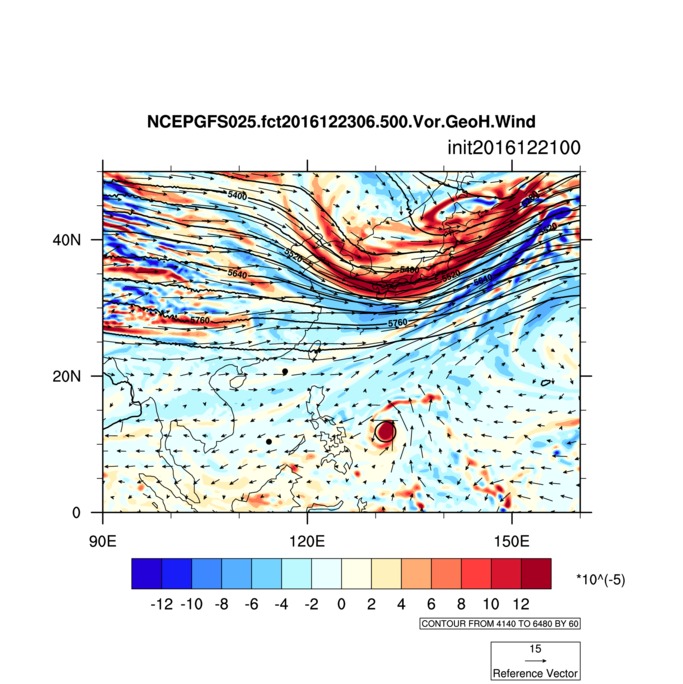 NCEPGFS025.fct2016122306.500.Vor.GeoH.Wind
init2016122100
5400
40N
5520
5640
5480
5520
5760
5760
20N
0
90E 120E 150E
-12 -10 -8 -6 -4 -2 0 2 4 6 8 10 12
*10^(-5)
CONTOUR FROM 4140 TO 6480 BY 60
15
Reference Vector